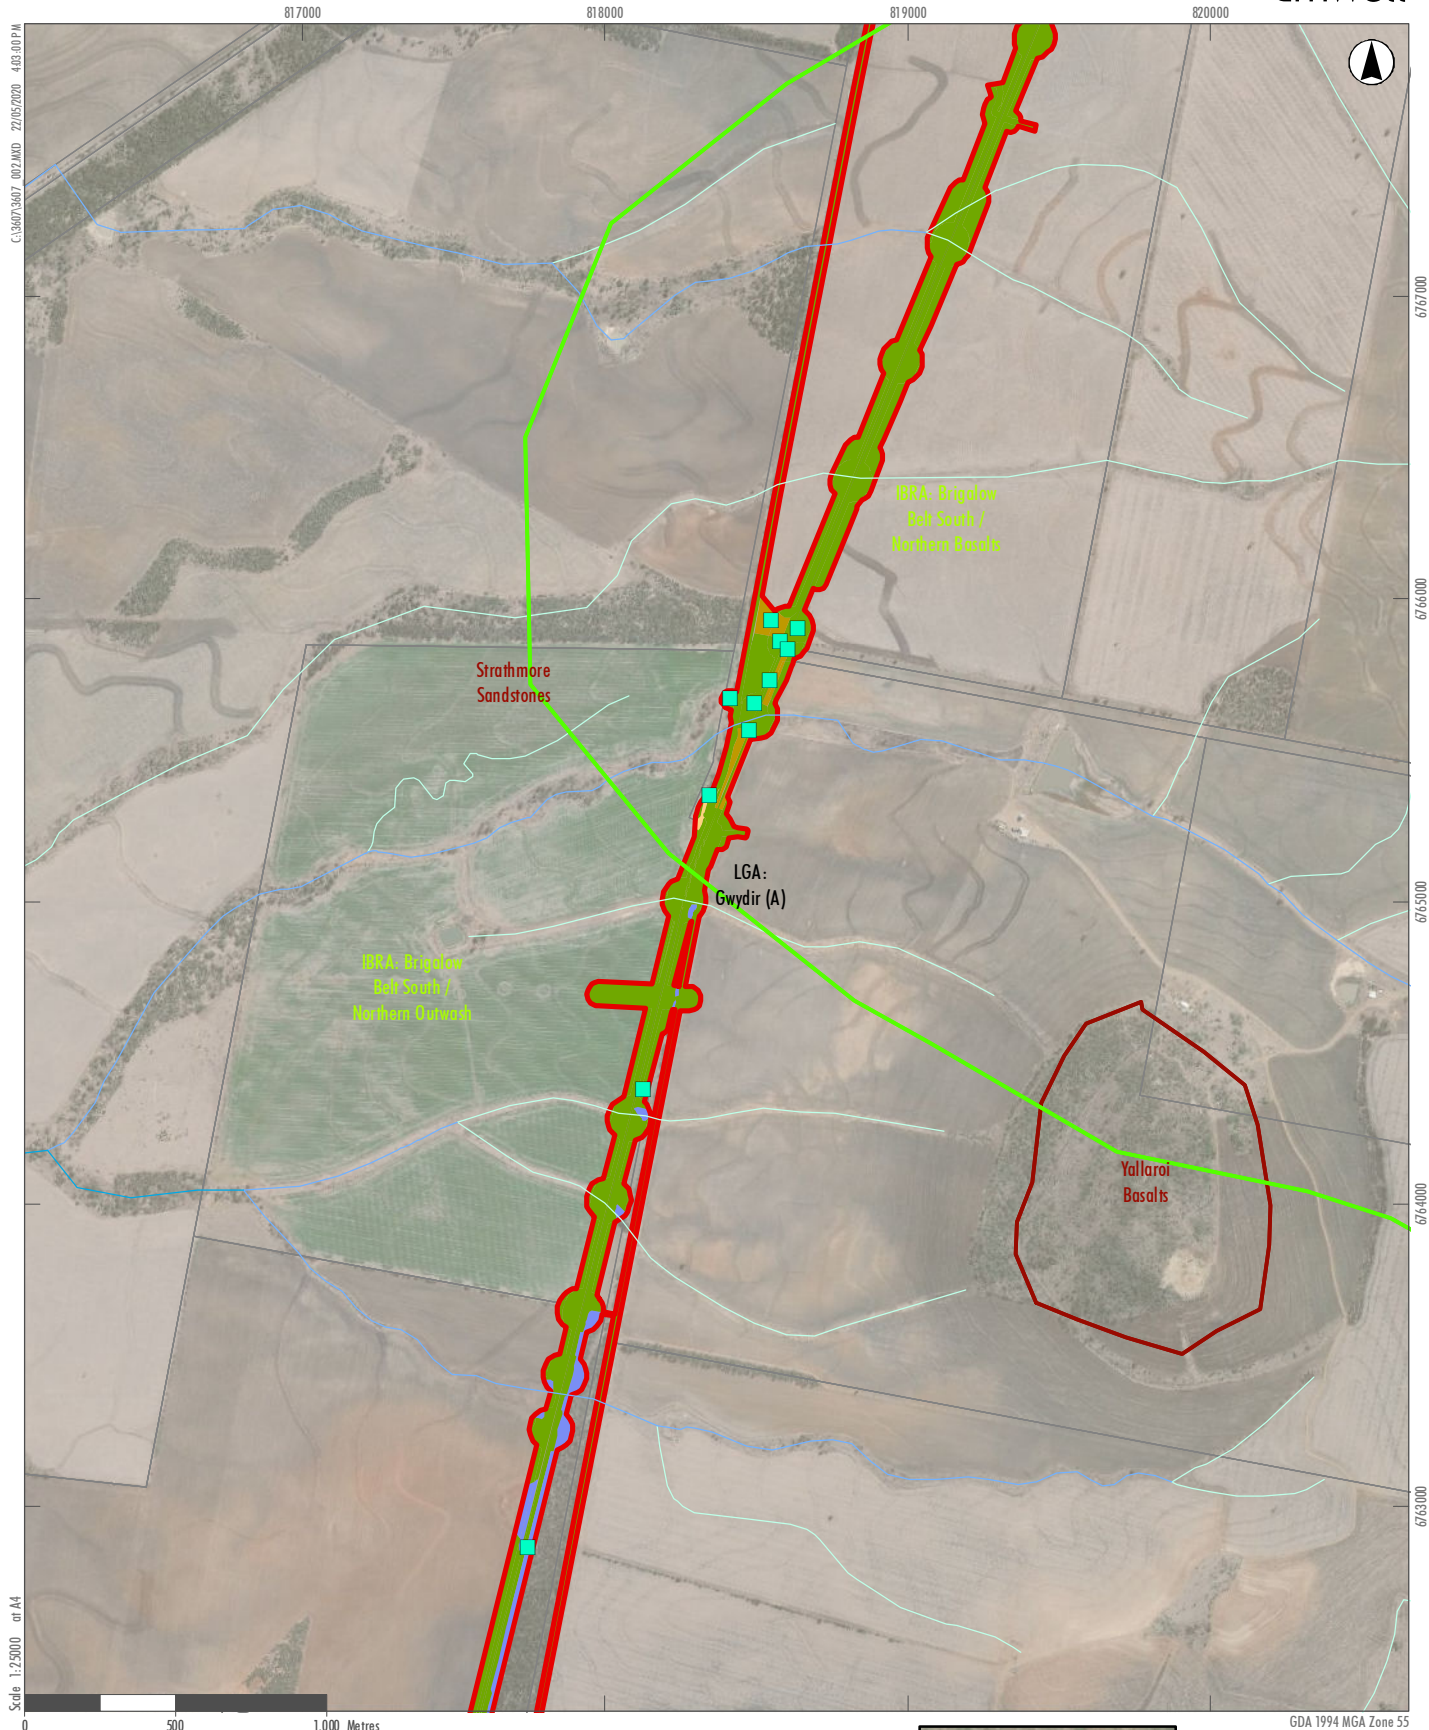 817000
818000
819000
820000
C:\3607\3607_002.MXD 22/05/2020 4:03:00 PM
6767000
IBRA: Brigalow
Belt South /
Northern Basalts
6766000
Strathmore
Sandstones
LGA:
Gwydir (A)
6765000
IBRA: Brigalow
Belt South /
Northern Outwash
Yallaroi
Basalts
6764000
6763000
Scale 1:25000 at A4
0
500
1,000 Metres
GDA 1994 MGA Zone 55